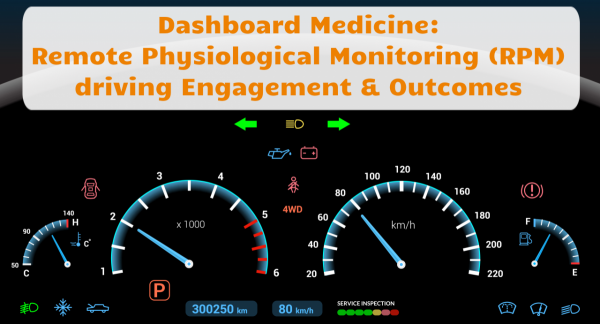 Dashboard Medicine:
Remote Physiological Monitoring (RPM)
driving Engagement & Outcomes
1 2 3 4 5 6
x 1000
20 40 60 80 100 120 140 160 180 200 220
km/h
4WD
50 90 140
C H
C°
F E
P
300250 km
80 km/h
SERVICE INSPECTION